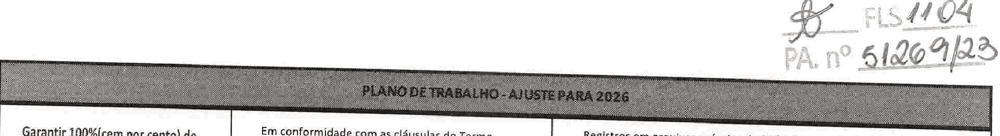 FLS 1104
PA. nº 51269/23
PLANO DE TRABALHO - AJUSTE PARA 2026
Garantir 100%(cem por cento) de
Em conformidade com as cláusulas do Termo
Registros em